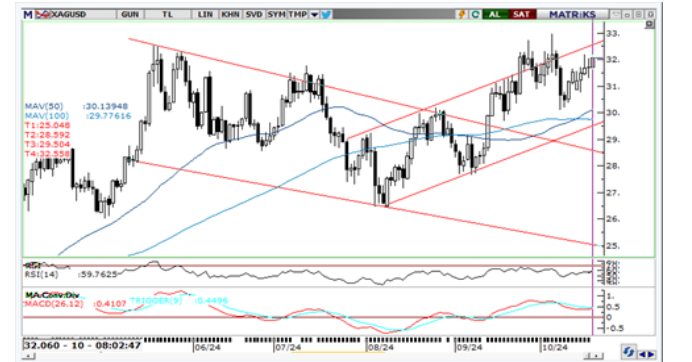 M XAGUSD GUN TL LIN KHN SVD SYM TMP AL SAT MATRiKS
33.
32.
31.
30.
29.
28.
27.
26.
25.
MAV(50) :30.13948
MAV(100) :29.77616
T1:25.048
T2:28.592
T3:29.504
T4:32.558
RSI
RSI(14) :59.7625
MA.Conv.Div
MACD(26.12) :0.4107 TRIGGER(9) :0.4496
1.
0.5
0
-0.5
32.060 - 10 - 08:02:47
06/24 07/24 08/24 09/24 10/24